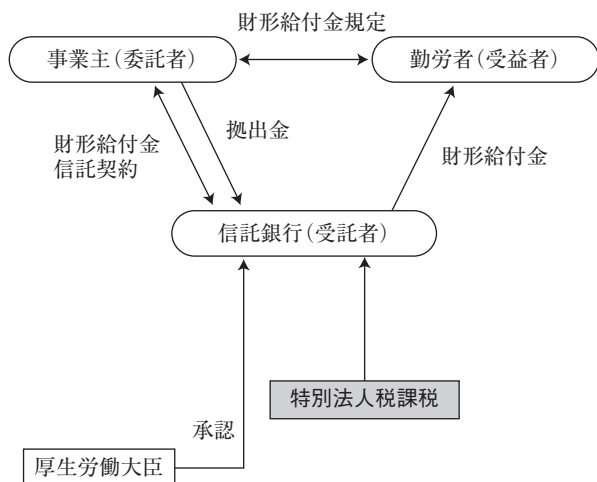 財形給付金規定
事業主（委託者）
勤労者（受益者）
拠出金
財形給付金
信託契約
財形給付金
信託銀行（受託者）
特別法人税課税
承認
厚生労働大臣